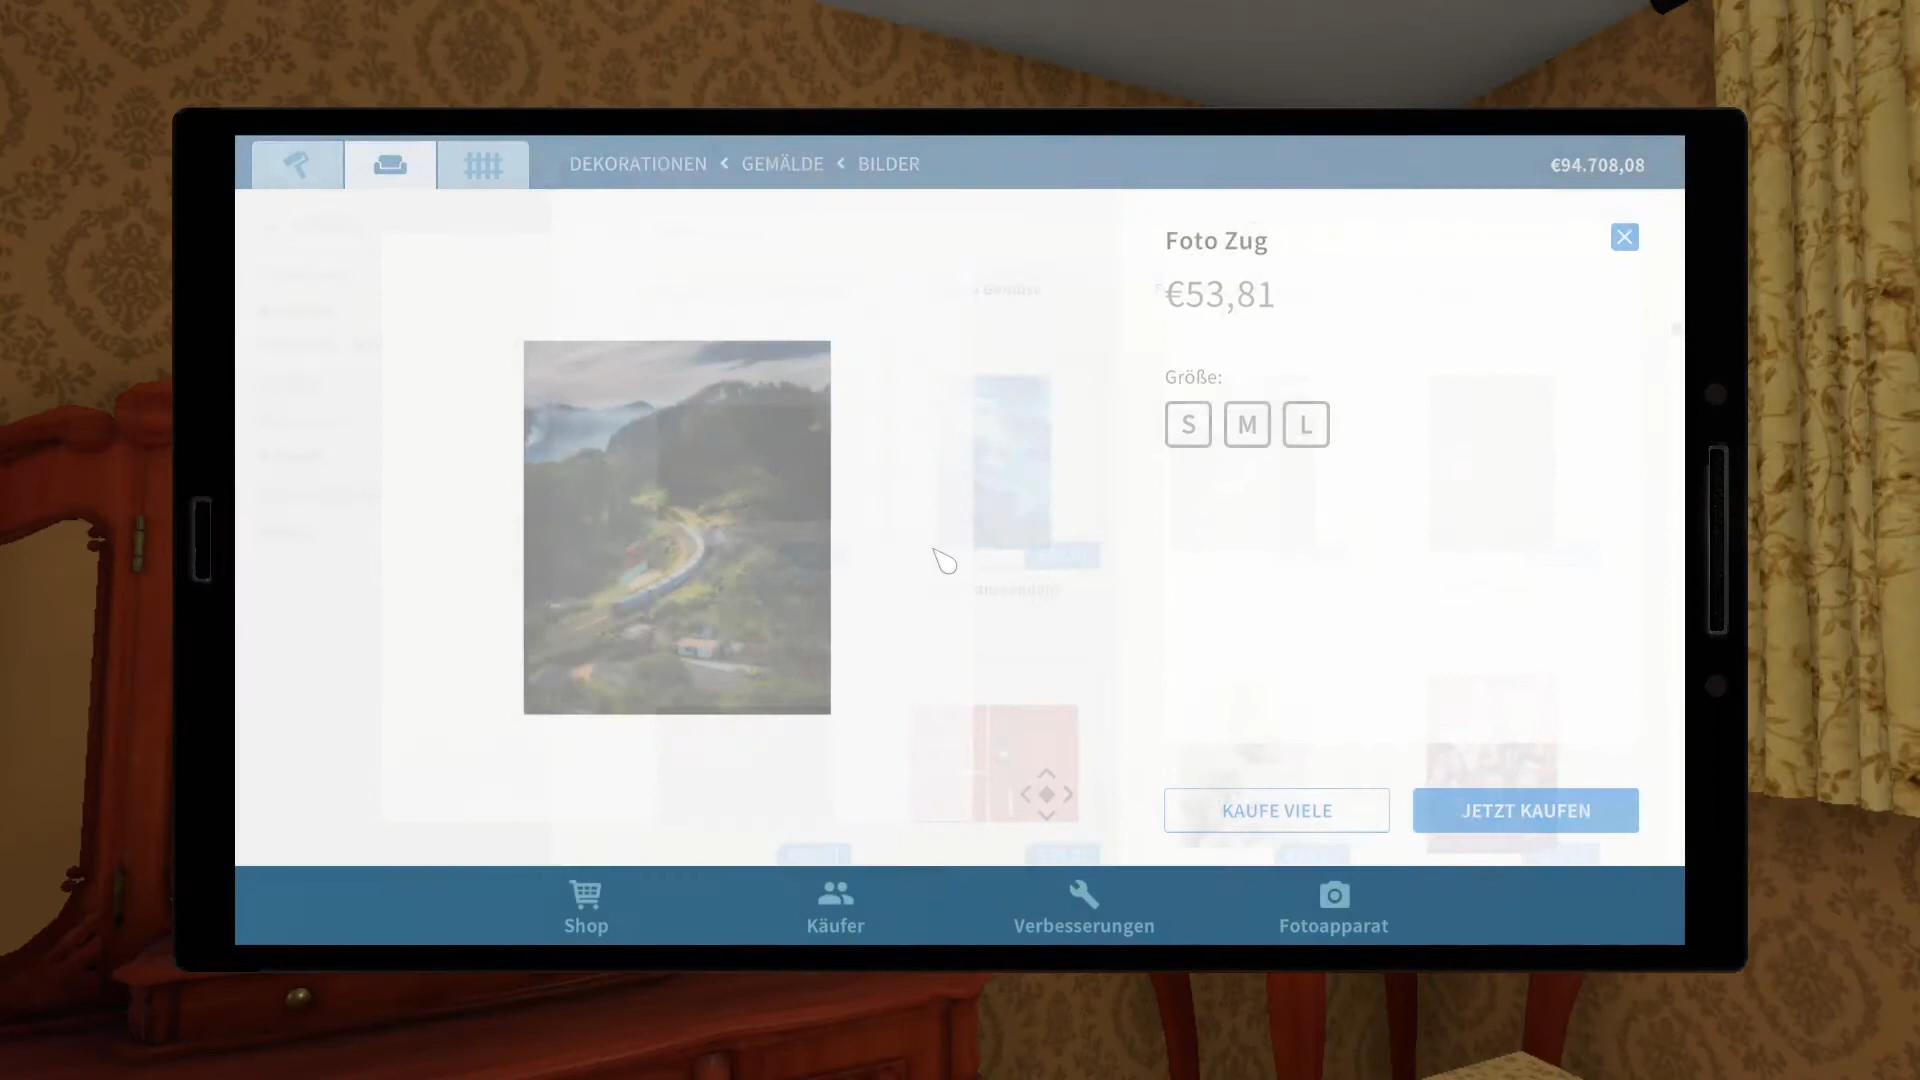 DEKORATIONEN < GEMÄLDE < BILDER
€94.708,08
Foto Zug
€53,81
Größe:
S M L
KAUFE VIELE
JETZT KAUFEN
Shop
Käufer
Verbesserungen
Fotoapparat